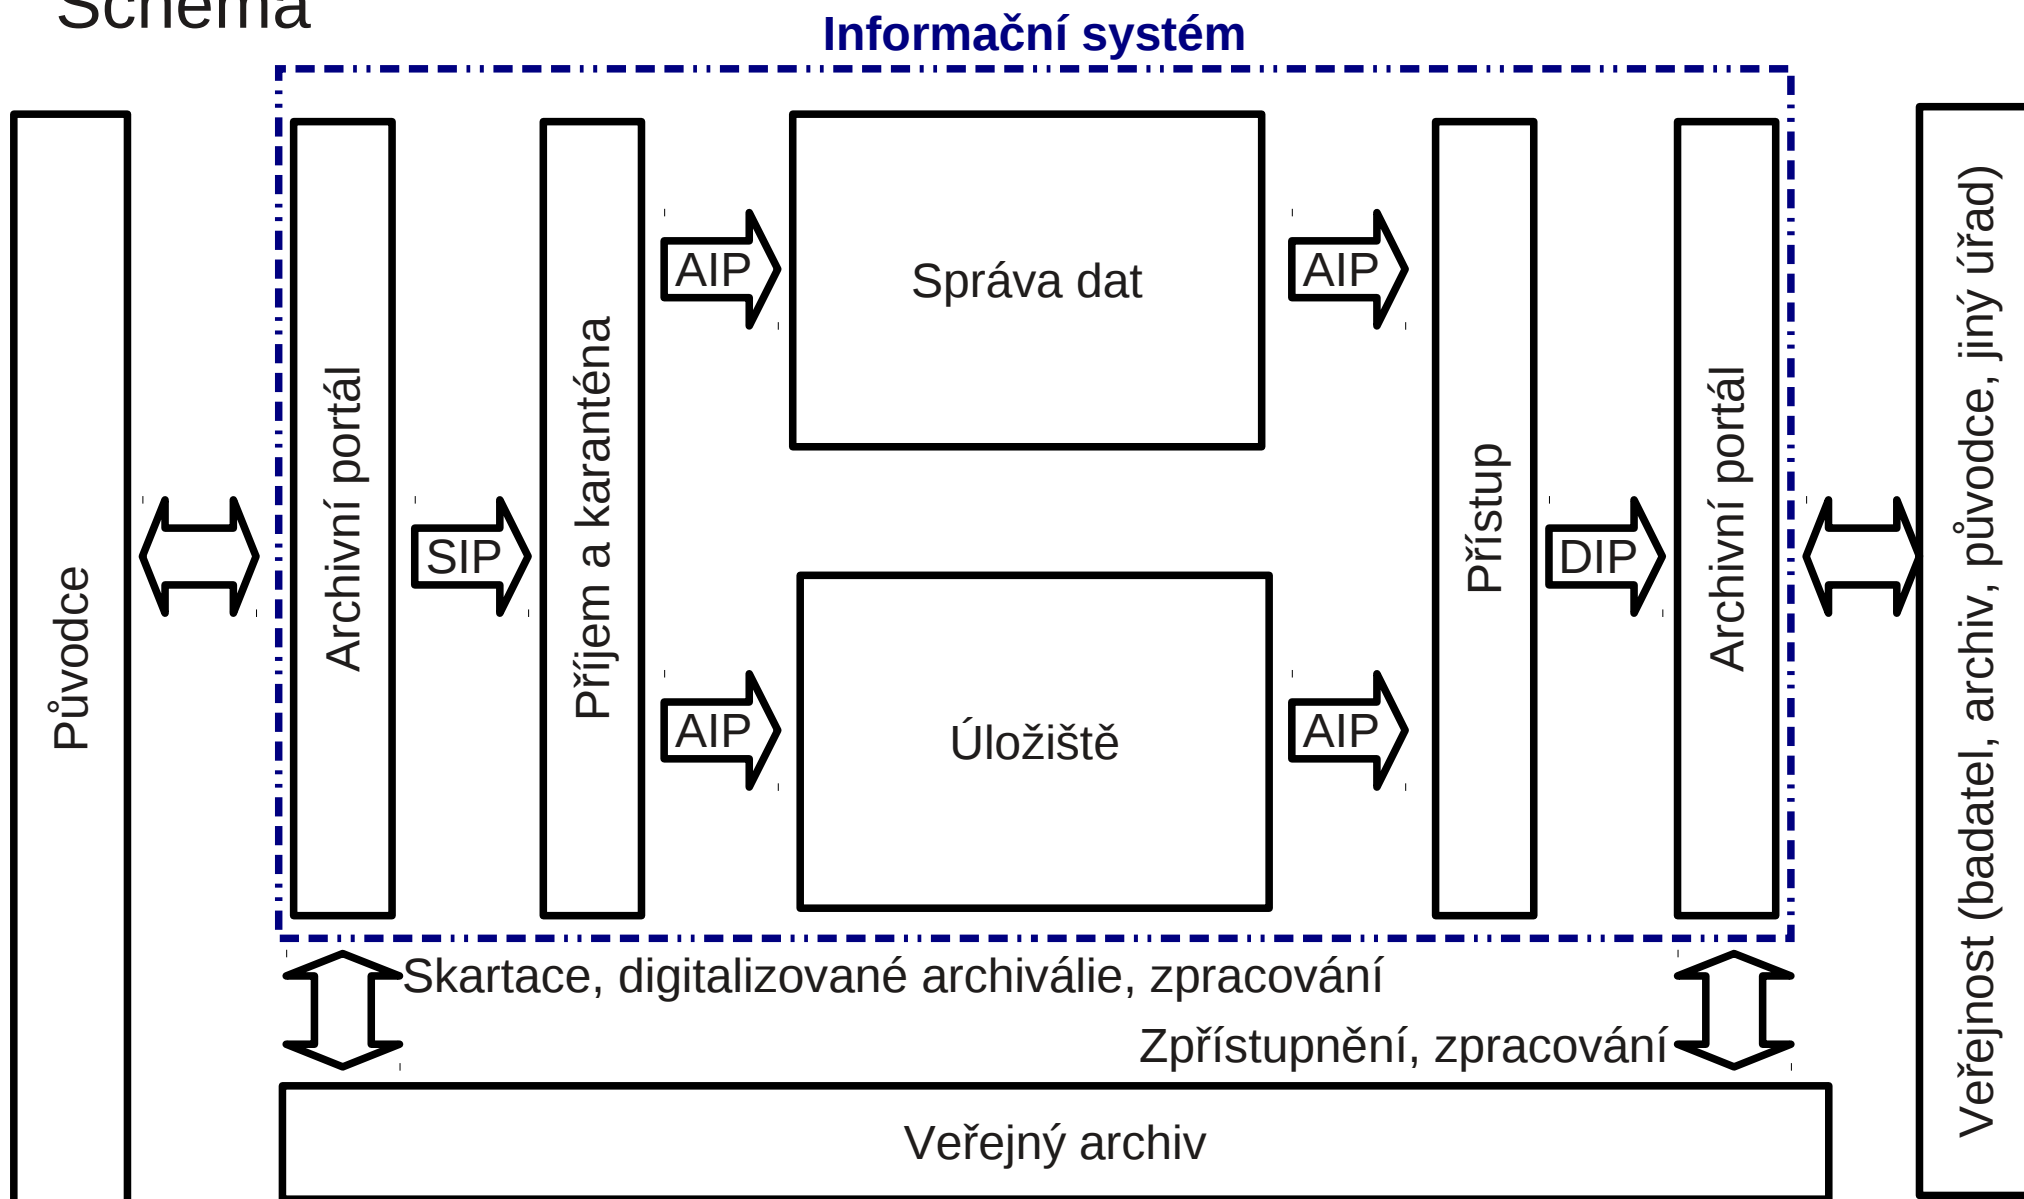 Schéma
Informační systém
Původce
Archivní portál
SIP
Příjem a karanténa
AIP
Správa dat
AIP
AIP
Úložiště
AIP
Přístup
DIP
Archivní portál
Veřejnost (badatel, archiv, původce, jiný úřad)
Skartace, digitalizované archiválie, zpracování
Zpřístupnění, zpracování
Veřejný archiv